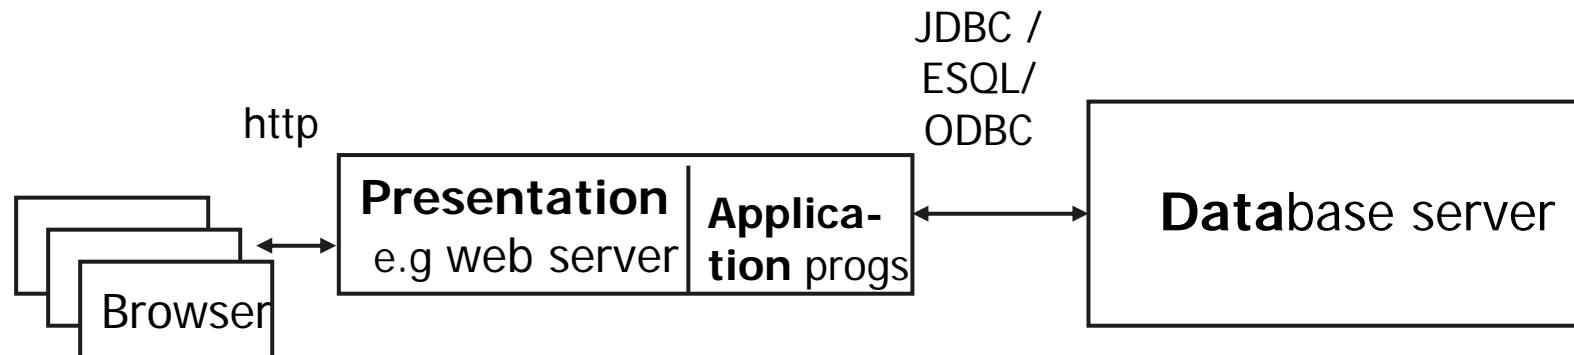 JDBC /
ESQL/
ODBC
http
Presentation
e.g web server
Applica-
tion progs
Database server
Browser